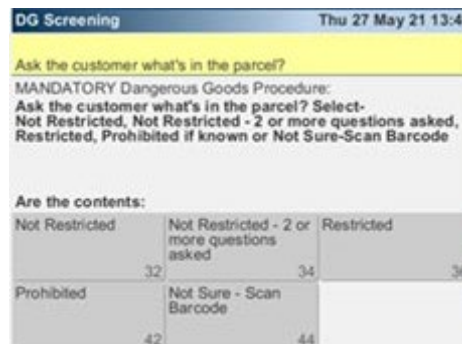 DG Screening Thu 27 May 21 13:4
Ask the customer what's in the parcel?
MANDATORY Dangerous Goods Procedure:
Ask the customer what's in the parcel? Select-
Not Restricted, Not Restricted - 2 or more questions asked,
Restricted, Prohibited if known or Not Sure-Scan Barcode
Are the contents:
Not Restricted
32
Not Restricted - 2 or
more questions
asked
34
Restricted
Prohibited
42
Not Sure - Scan
Barcode
44